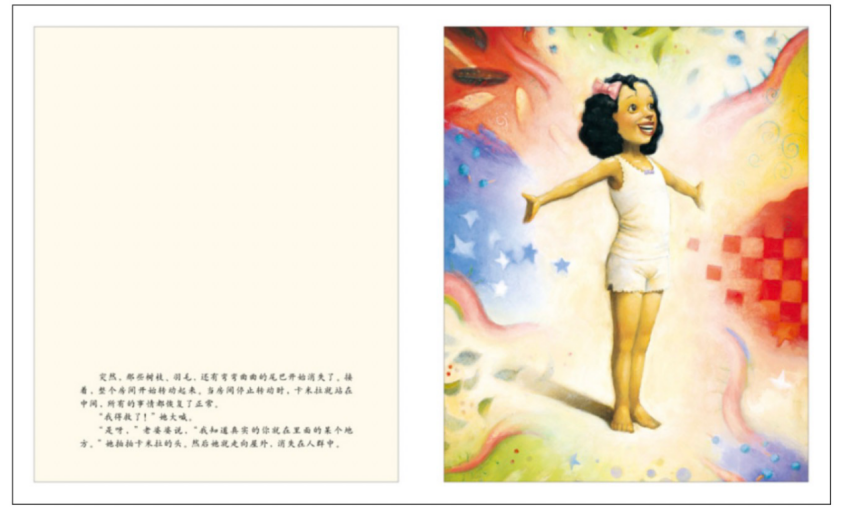 突然，那些树枝、羽毛，还有弯弯曲曲的尾巴开始消失了。接
着，整个房间开始转动起来。当房间停止转动时，卡米拉就站在
中间，所有的事情都恢复了正常。
“我得救了！”她大喊。
“是呀，”老婆婆说，“我知道真实的你就在里面的某个地
方。”她拍拍卡米拉的头。然后她就走向屋外，消失在人群中。